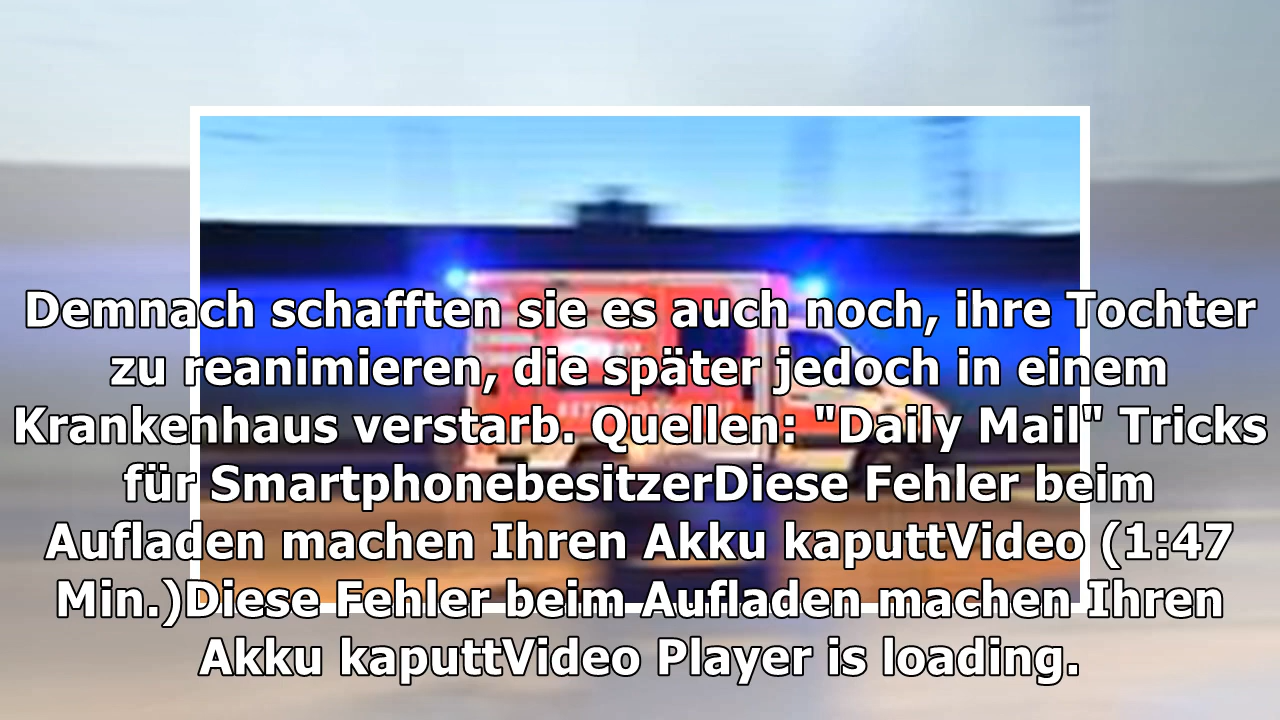 Demnach schafften sie es auch noch, ihre Tochter
zu reanimieren, die später jedoch in einem
Krankenhaus verstarb. Quellen: "Daily Mail" Tricks
für SmartphonebesitzerDiese Fehler beim
Aufladen machen Ihren Akku kaputtVideo (1:47
Min.)Diese Fehler beim Aufladen machen Ihren
Akku kaputtVideo Player is loading.